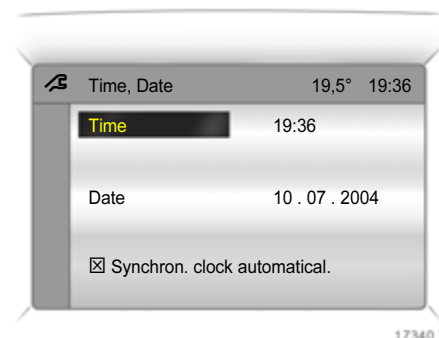 Time, Date 19,5° 19:36
Time 19:36
Date 10 . 07 . 2004
☒ Synchron. clock automatical.
17340